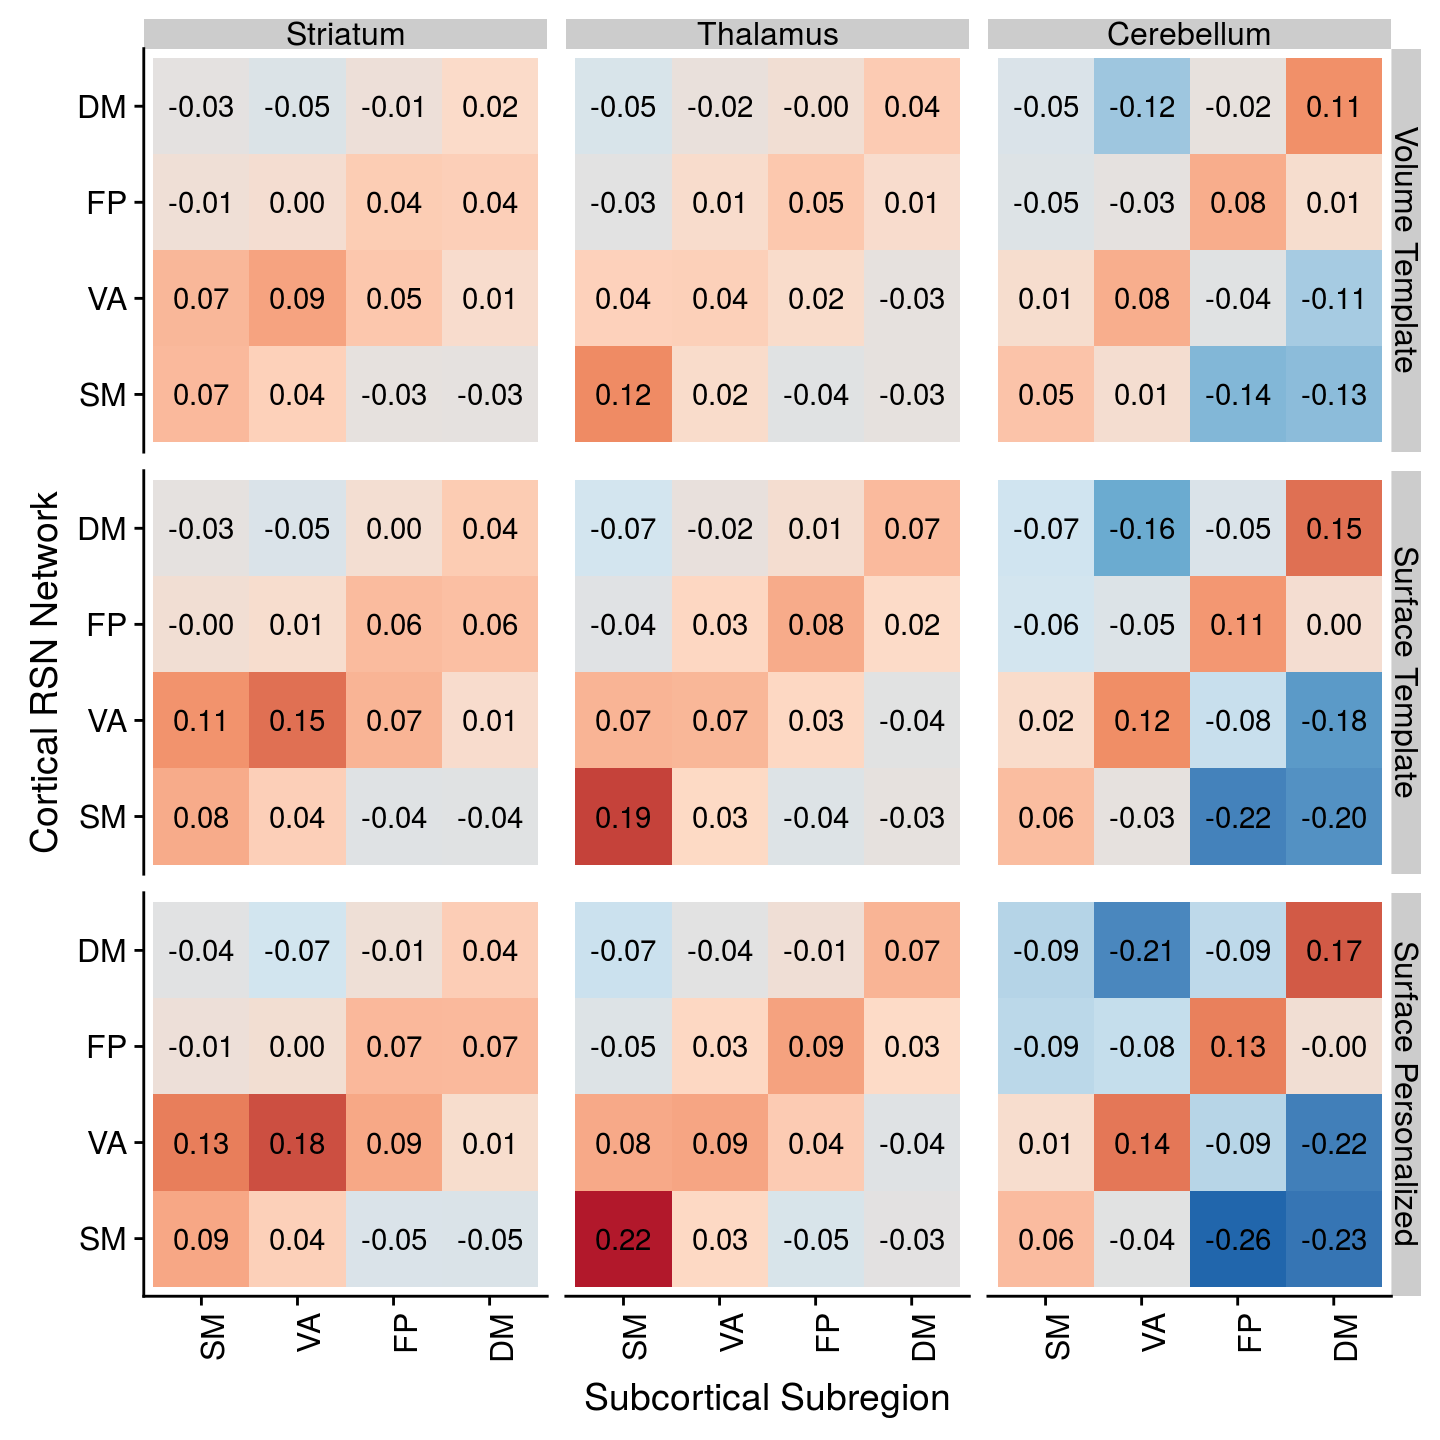 Striatum Thalamus Cerebellum
DM -0.03 -0.05 -0.01 0.02 -0.05 -0.02 -0.00 0.04 -0.05 -0.12 -0.02 0.11
FP -0.01 0.00 0.04 0.04 -0.03 0.01 0.05 0.01 -0.05 -0.03 0.08 0.01
VA 0.07 0.09 0.05 0.01 0.04 0.04 0.02 -0.03 0.01 0.08 -0.04 -0.11
SM 0.07 0.04 -0.03 -0.03 0.12 0.02 -0.04 -0.03 0.05 0.01 -0.14 -0.13
Volume Template
DM -0.03 -0.05 0.00 0.04 -0.07 -0.02 0.01 0.07 -0.07 -0.16 -0.05 0.15
FP -0.00 0.01 0.06 0.06 -0.04 0.03 0.08 0.02 -0.06 -0.05 0.11 0.00
VA 0.11 0.15 0.07 0.01 0.07 0.07 0.03 -0.04 0.02 0.12 -0.08 -0.18
SM 0.08 0.04 -0.04 -0.04 0.19 0.03 -0.04 -0.03 0.06 -0.03 -0.22 -0.20
Surface Template
Cortical RSN Network
DM -0.04 -0.07 -0.01 0.04 -0.07 -0.04 -0.01 0.07 -0.09 -0.21 -0.09 0.17
FP -0.01 0.00 0.07 0.07 -0.05 0.03 0.09 0.03 -0.09 -0.08 0.13 -0.00
VA 0.13 0.18 0.09 0.01 0.08 0.09 0.04 -0.04 0.01 0.14 -0.09 -0.22
SM 0.09 0.04 -0.05 -0.05 0.22 0.03 -0.05 -0.03 0.06 -0.04 -0.26 -0.23
Surface Personalized
SM VA FP DM SM VA FP DM SM VA FP DM
Subcortical Subregion